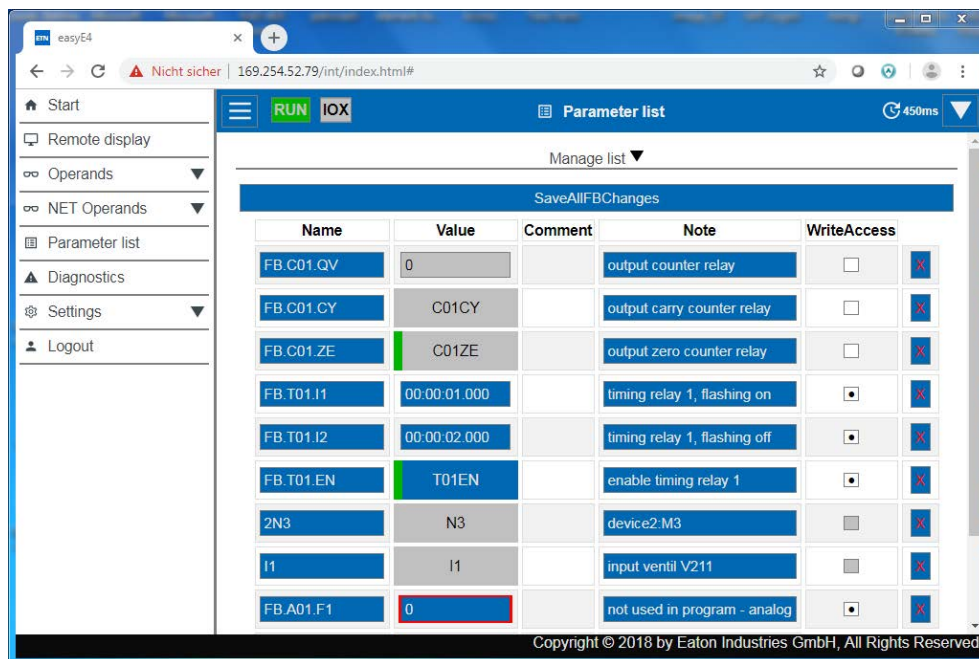 ETN easyE4
Nicht sicher 169.254.52.79/int/index.html#
Start
Remote display
Operands
NET Operands
Parameter list
Diagnostics
Settings
Logout
RUN IOX Parameter list 450ms
Manage list
SaveAllFBChanges
Name Value Comment Note WriteAccess
FB.C01.QV 0 output counter relay X
FB.C01.CY C01CY output carry counter relay X
FB.C01.ZE C01ZE output zero counter relay X
FB.T01.I1 00:00:01.000 timing relay 1, flashing on X
FB.T01.I2 00:00:02.000 timing relay 1, flashing off X
FB.T01.EN T01EN enable timing relay 1 X
2N3 N3 device2:M3 X
I1 I1 input ventil V211 X
FB.A01.F1 0 not used in program - analog X
Copyright © 2018 by Eaton Industries GmbH, All Rights Reserved